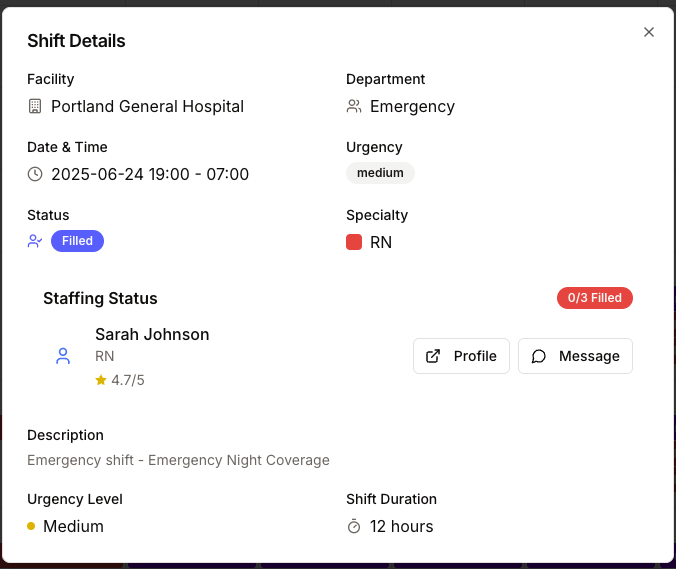 Shift Details
Facility
Portland General Hospital
Department
Emergency
Date & Time
2025-06-24 19:00 - 07:00
Urgency
medium
Status
Filled
Specialty
RN
Staffing Status
0/3 Filled
Sarah Johnson
RN
4.7/5
Profile
Message
Description
Emergency shift - Emergency Night Coverage
Urgency Level
Medium
Shift Duration
12 hours